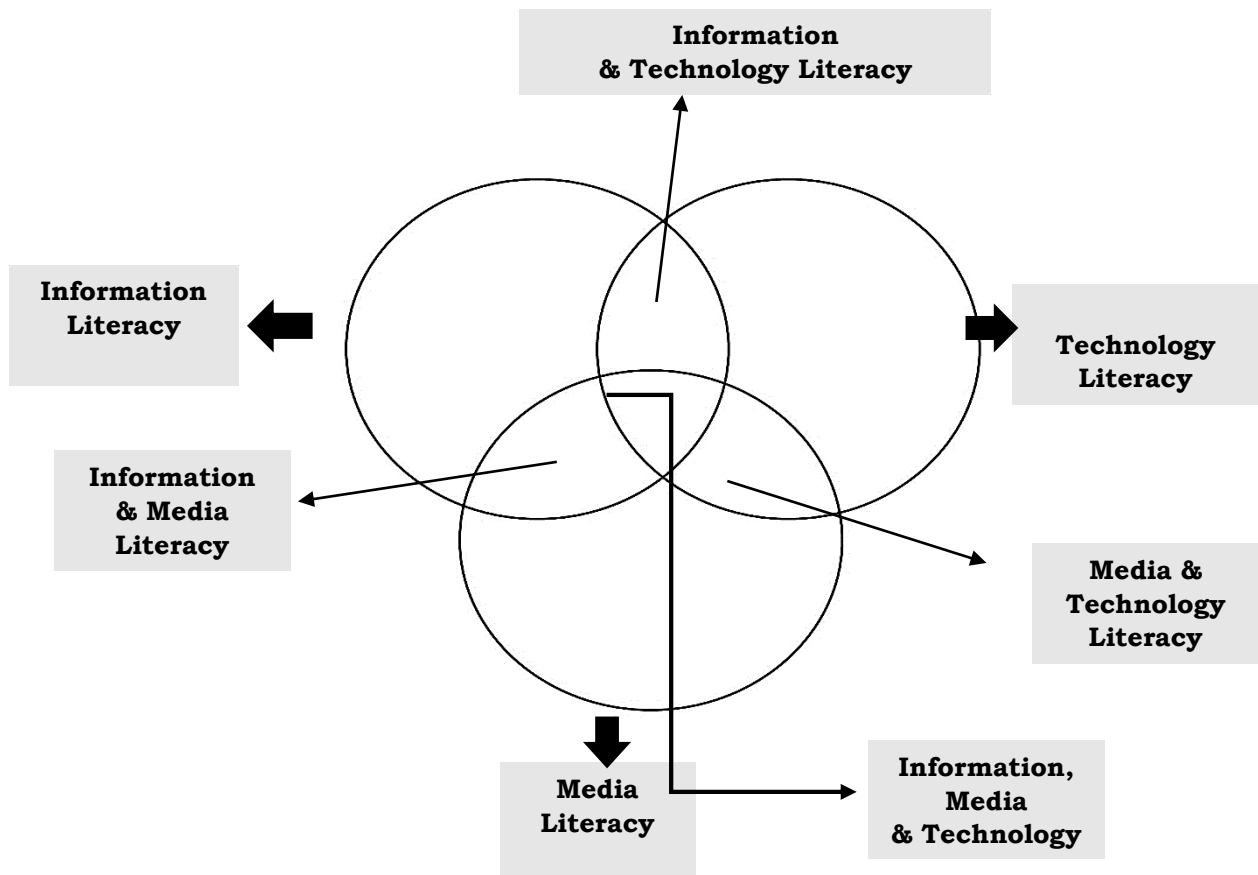 Information
& Technology Literacy
Information
Literacy
Technology
Literacy
Information
& Media
Literacy
Media &
Technology
Literacy
Media
Literacy
Information,
Media
& Technology